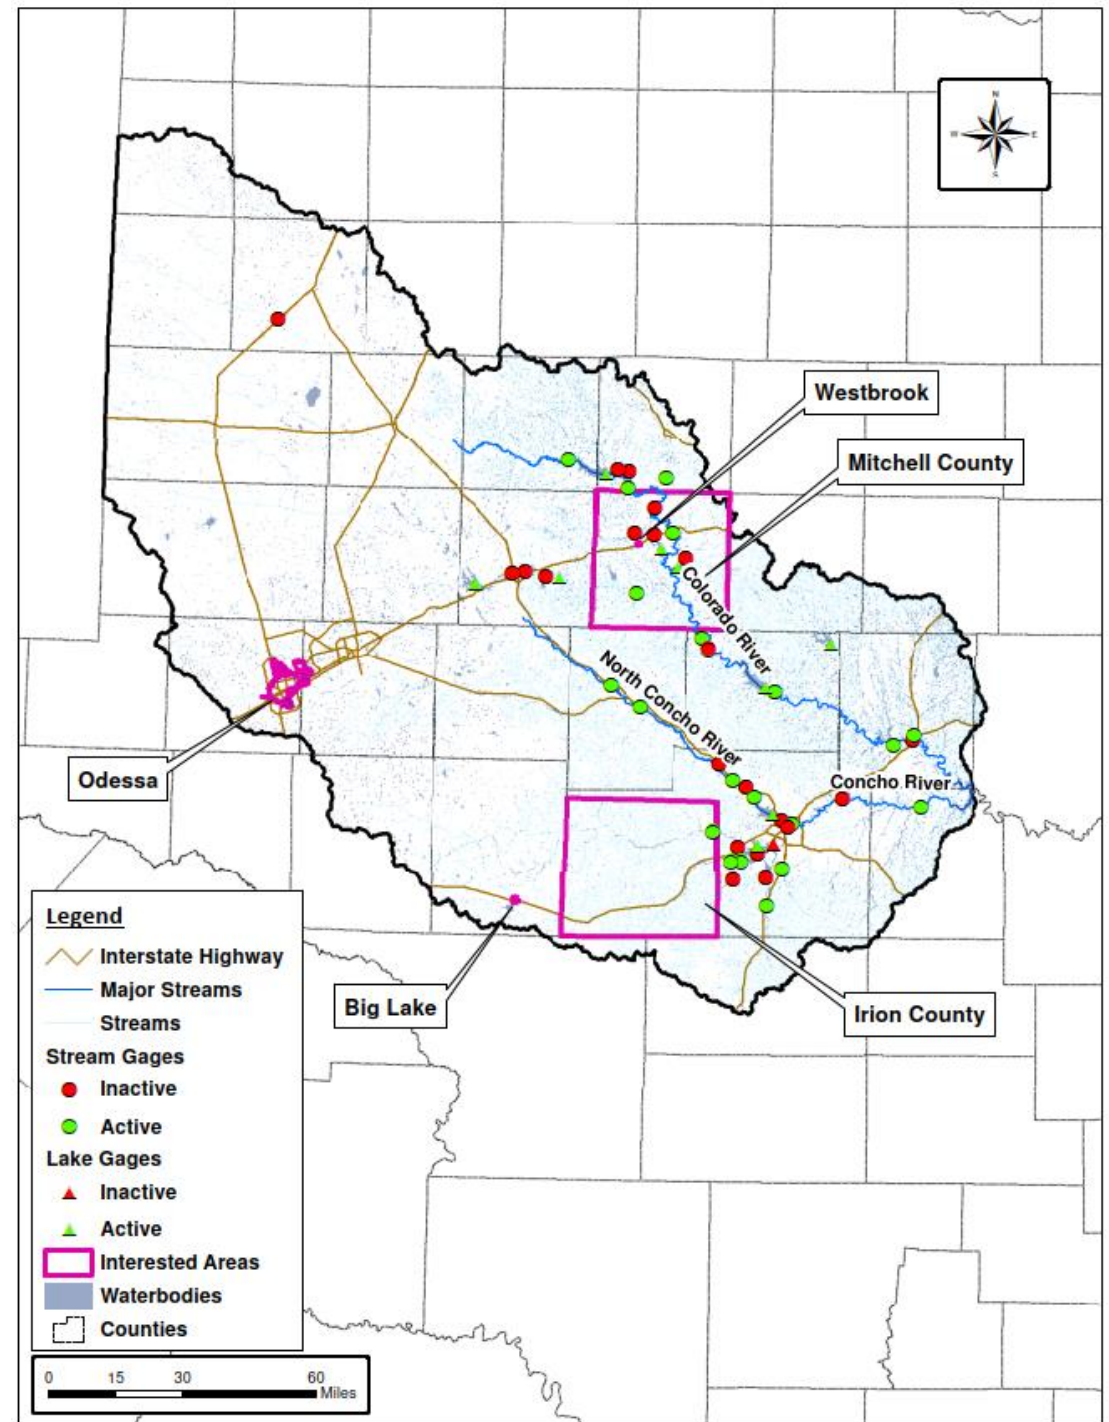 N
W
E
S
Westbrook
Mitchell County
Colorado River
North Concho River
Odessa
Concho River
Big Lake
Irion County
Legend
Interstate Highway
Major Streams
Streams
Stream Gages
Inactive
Active
Lake Gages
Inactive
Active
Interested Areas
Waterbodies
Counties
0 15 30 60
Miles